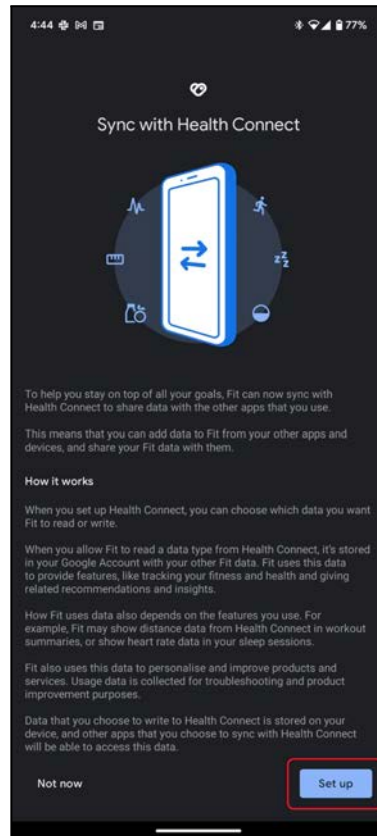 4:44
77%
Sync with Health Connect
zzz
To help you stay on top of all your goals, Fit can now sync with
Health Connect to share data with the other apps that you use.
This means that you can add data to Fit from your other apps and
devices, and share your Fit data with them.
How it works
When you set up Health Connect, you can choose which data you want
Fit to read or write.
When you allow Fit to read a data type from Health Connect, it's stored
in your Google Account with your other Fit data. Fit uses this data
to provide features, like tracking your fitness and health and giving
related recommendations and insights.
How Fit uses data also depends on the features you use. For
example, Fit may show distance data from Health Connect in workout
summaries, or show heart rate data in your sleep sessions.
Fit also uses this data to personalise and improve products and
services. Usage data is collected for troubleshooting and product
improvement purposes.
Data that you choose to write to Health Connect is stored on your
device, and other apps that you choose to sync with Health Connect
will be able to access this data.
Not now
Set up